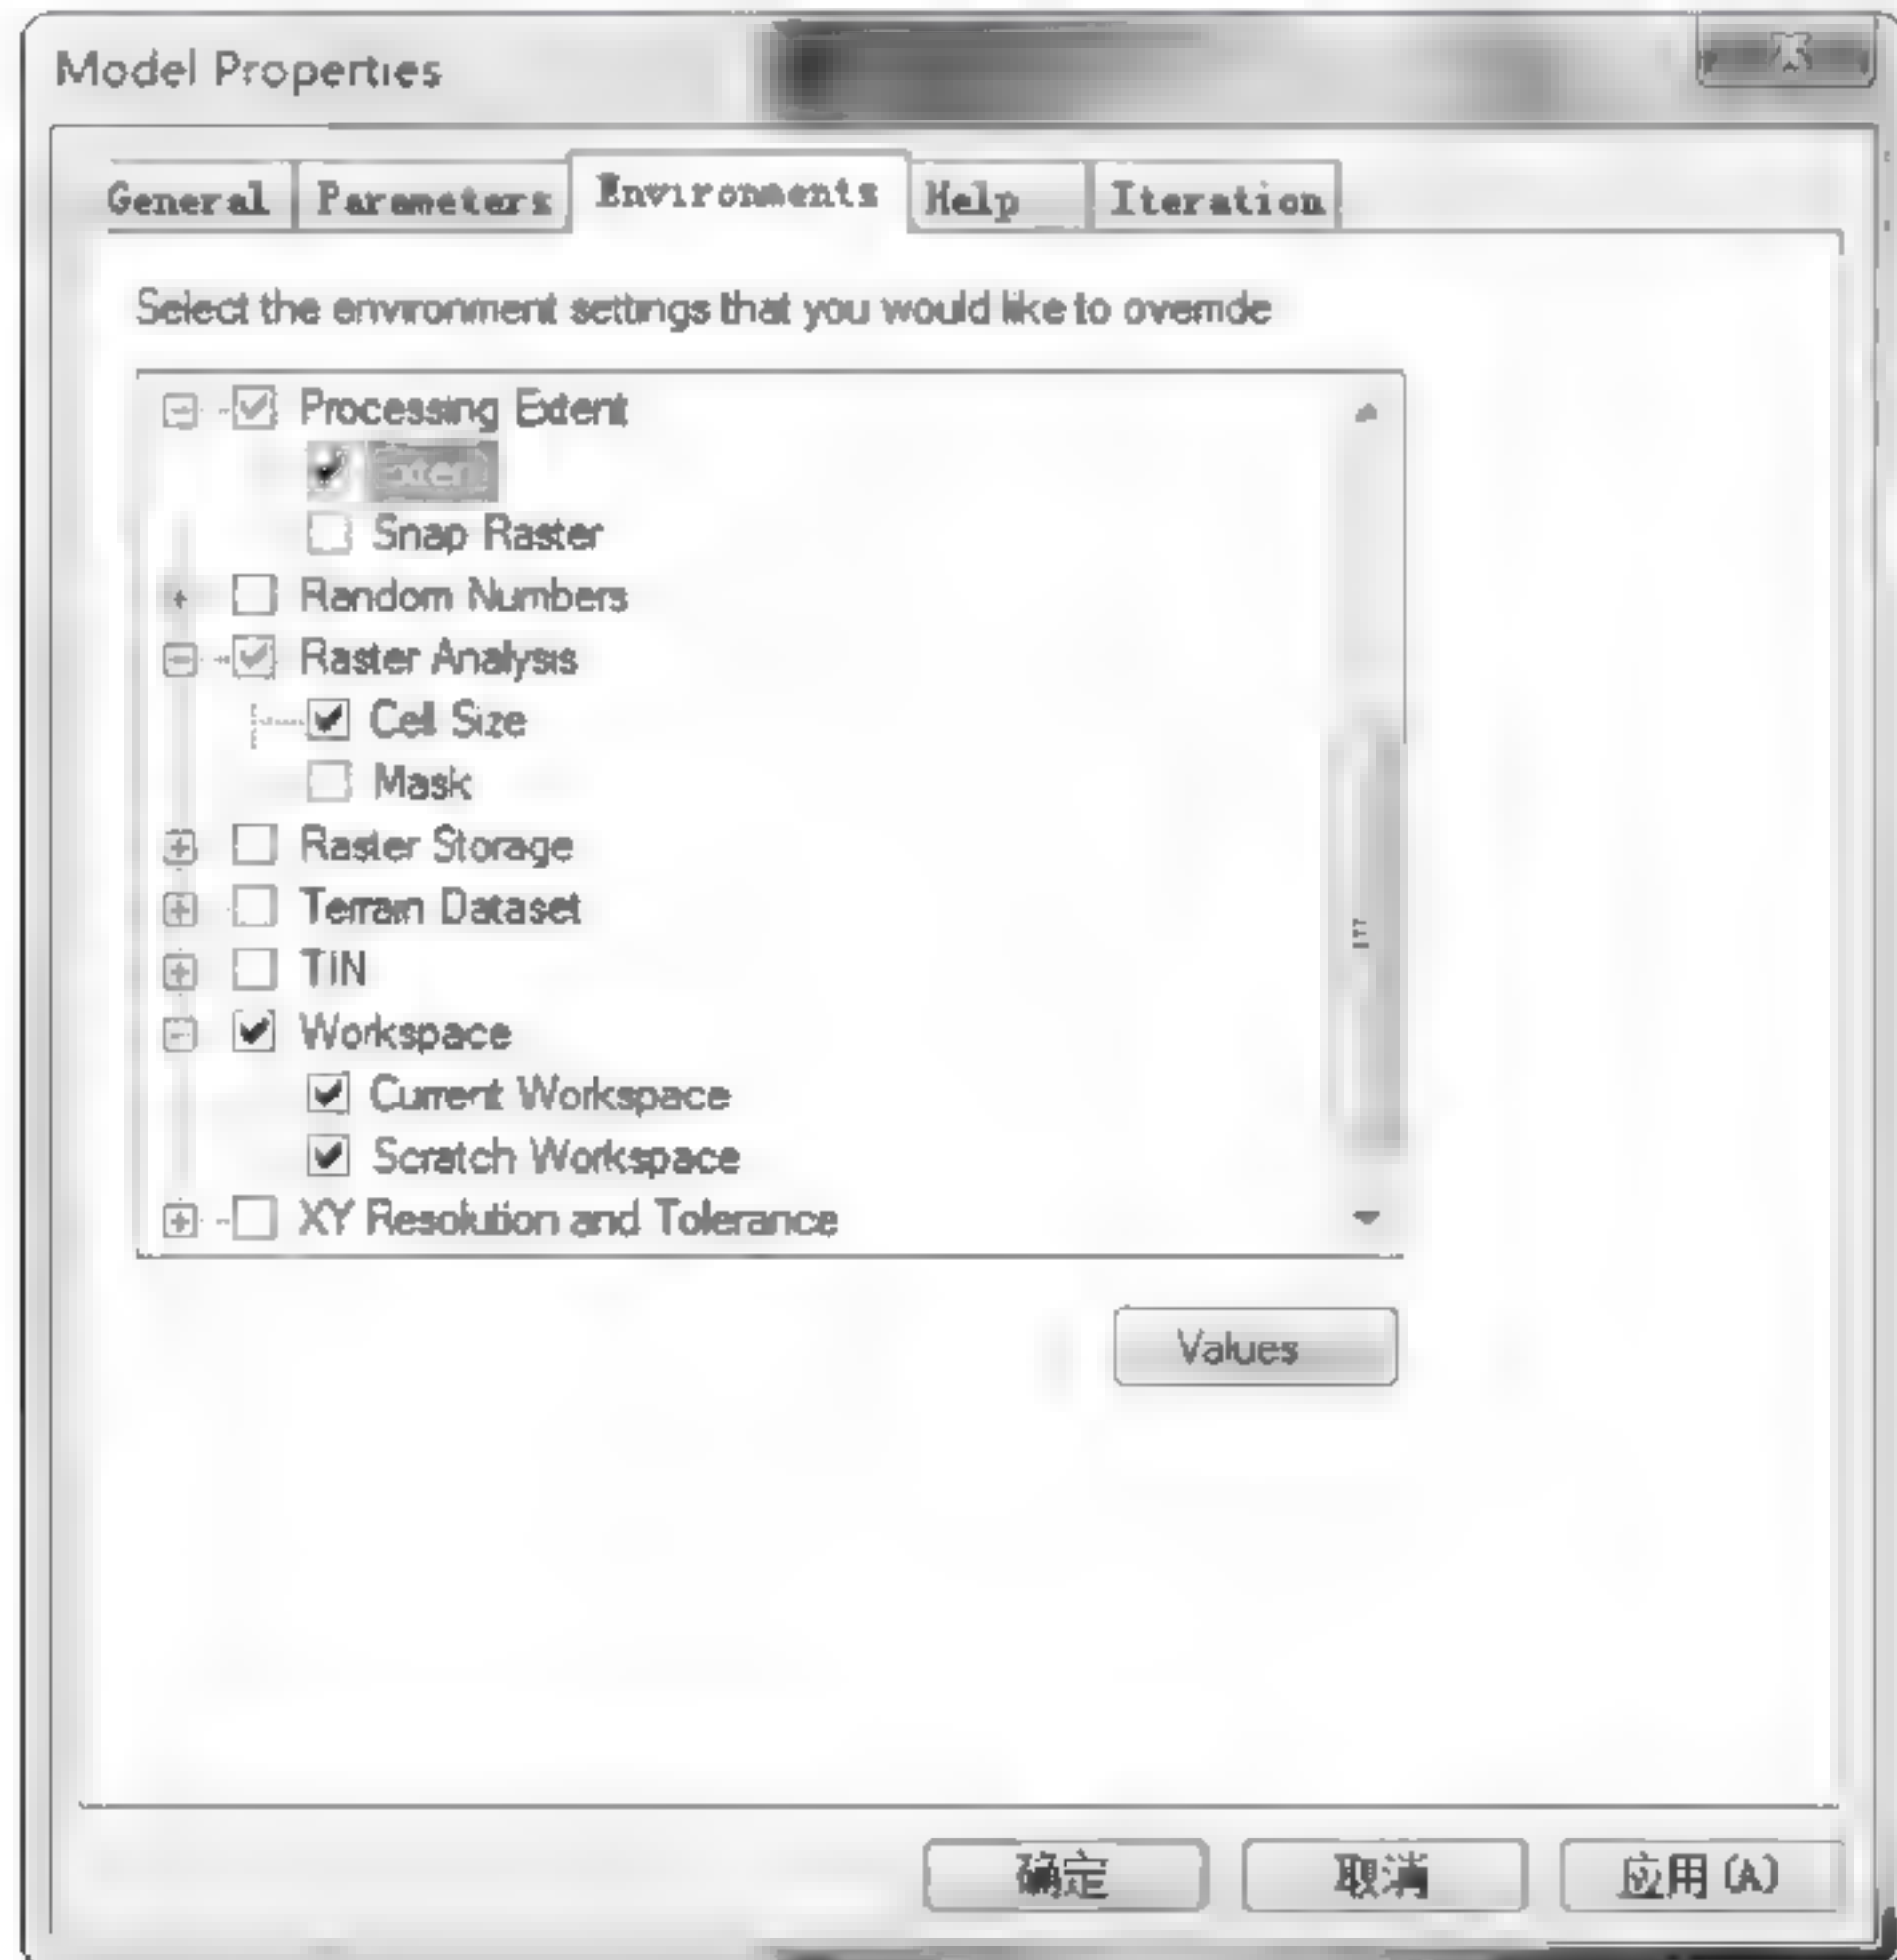 Model Properties
General Parameters Environments Help Iteration
Select the environment settings that you would like to override
Processing Extent
Extent
Snap Raster
Random Numbers
Raster Analysis
Cell Size
Mask
Raster Storage
Terrain Dataset
TIN
Workspace
Current Workspace
Scratch Workspace
XY Resolution and Tolerance
Values
确定 取消 应用(A)